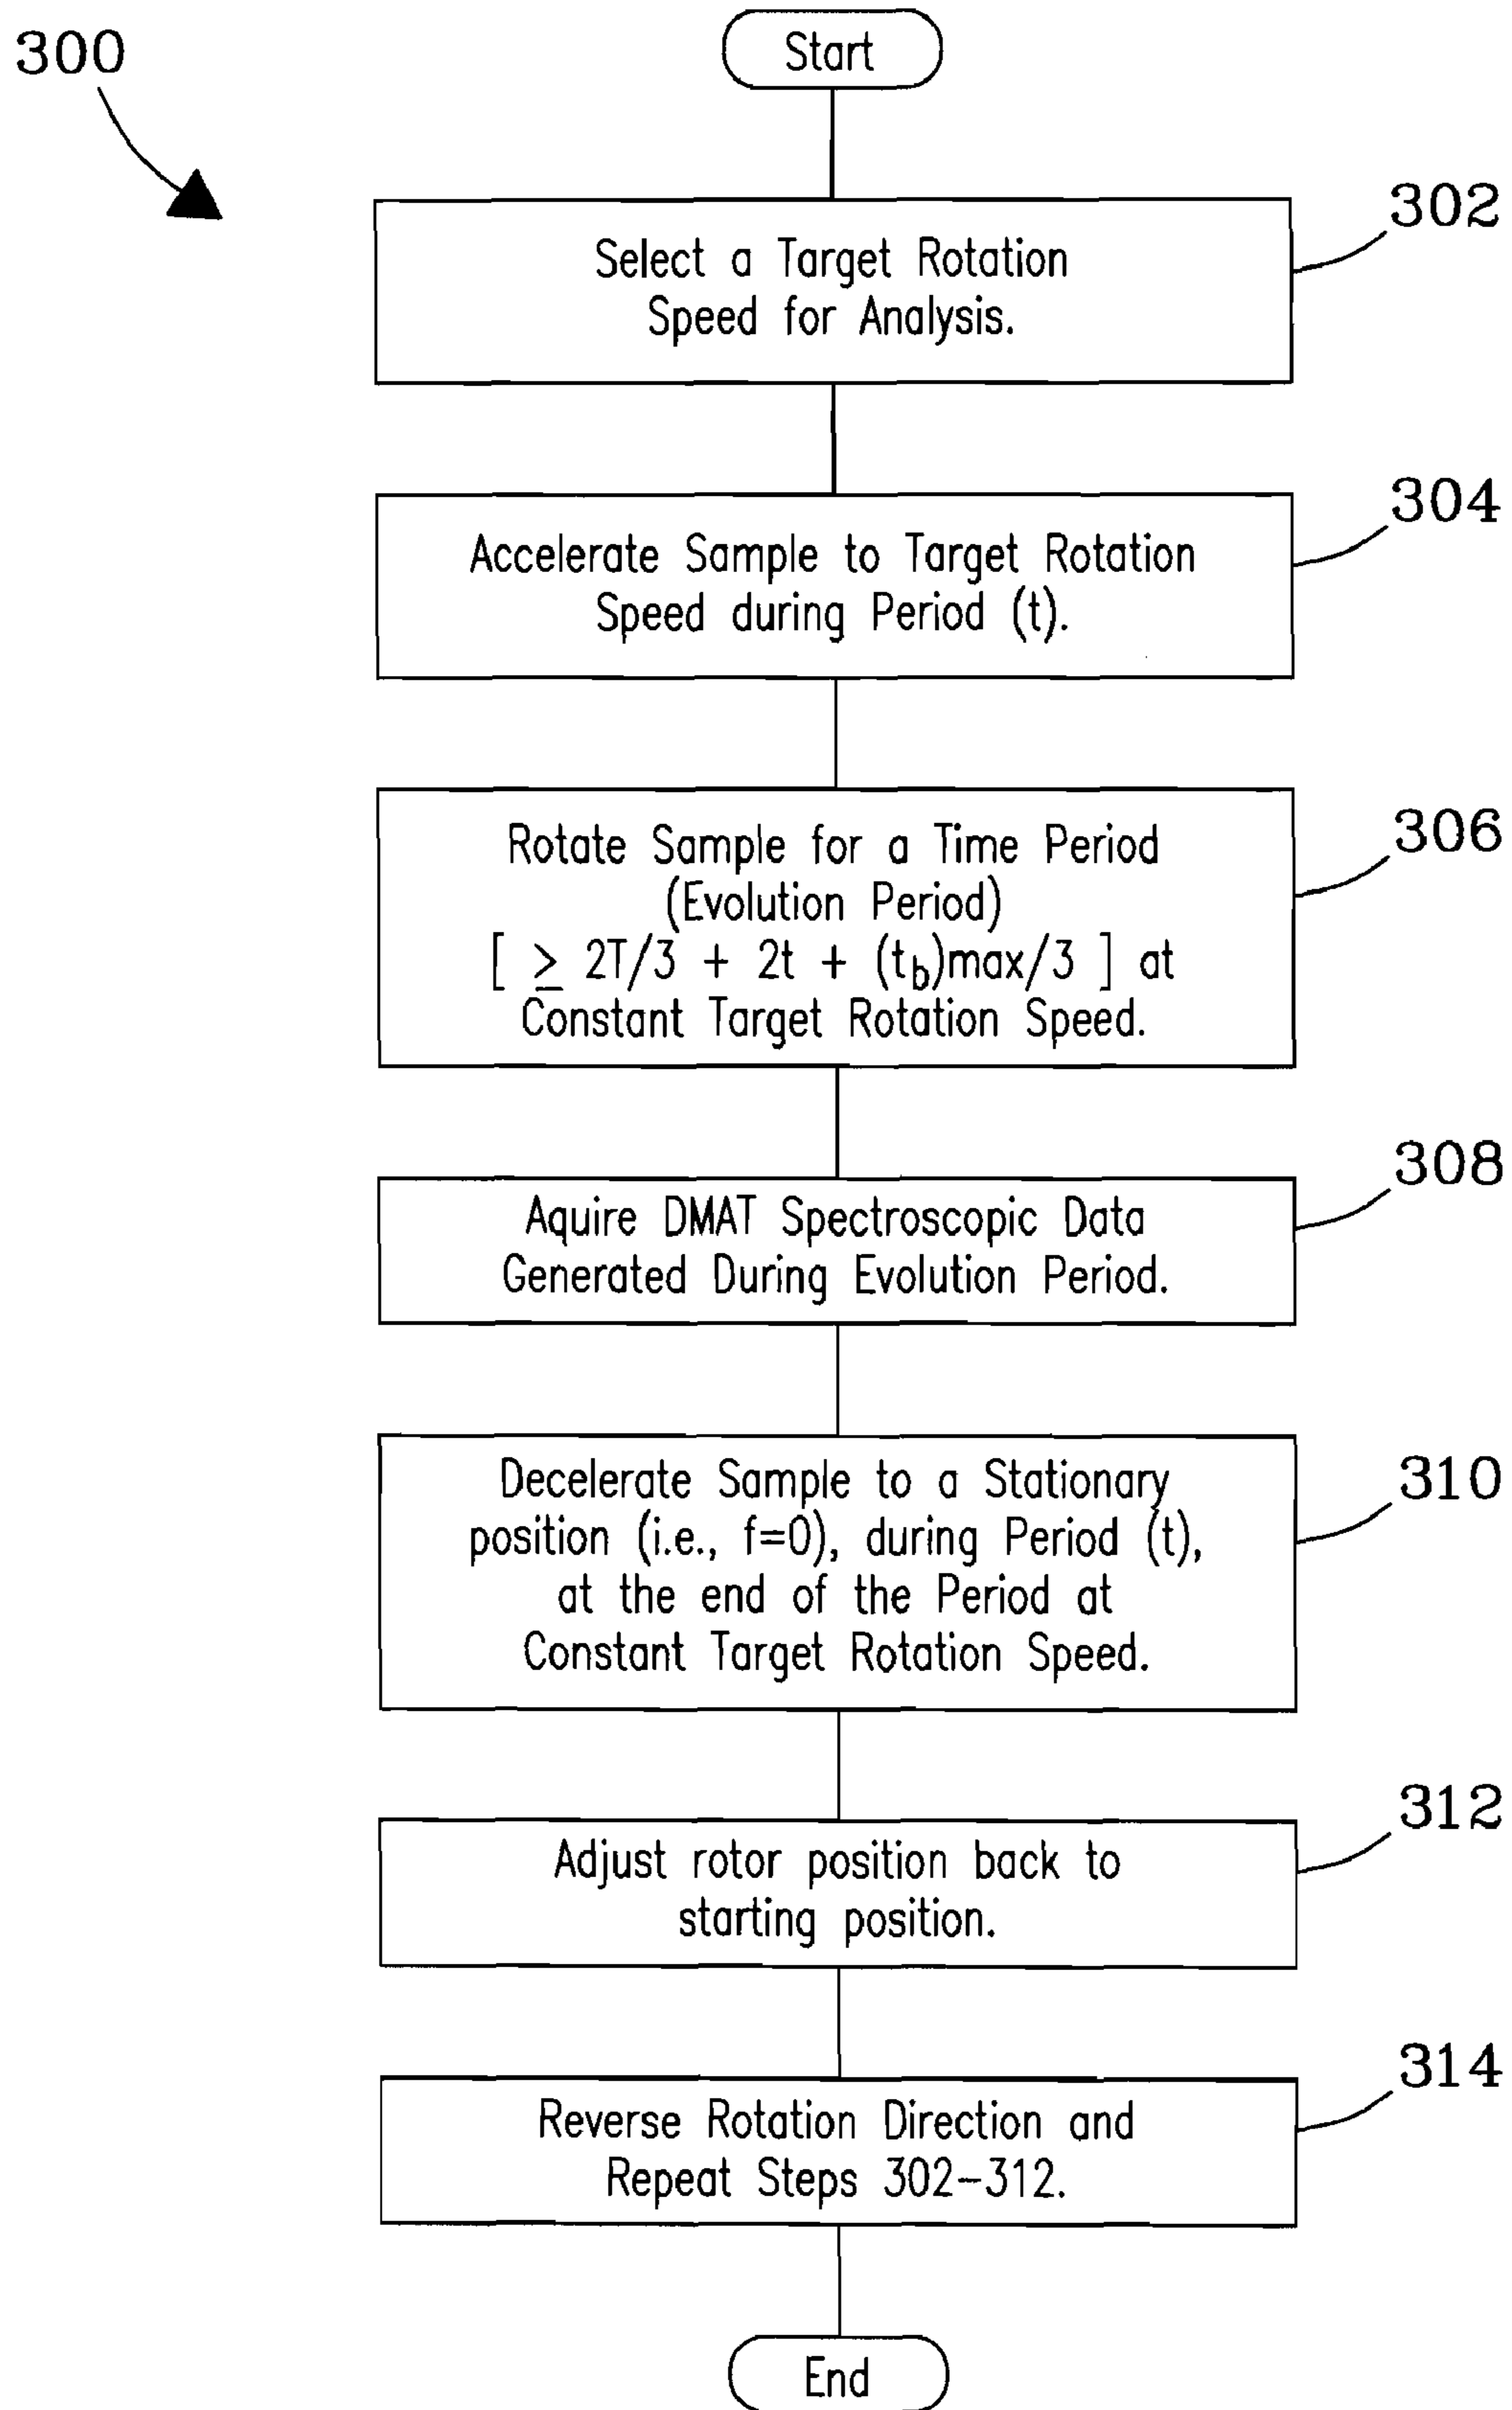 300
Start
302
Select a Target Rotation
Speed for Analysis.
304
Accelerate Sample to Target Rotation
Speed during Period (t).
306
Rotate Sample for a Time Period
(Evolution Period)
[ ≥ 2T/3 + 2t + (tb)max/3 ] at
Constant Target Rotation Speed.
308
Aquire DMAT Spectroscopic Data
Generated During Evolution Period.
310
Decelerate Sample to a Stationary
position (i.e., f=0), during Period (t),
at the end of the Period at
Constant Target Rotation Speed.
312
Adjust rotor position back to
starting position.
314
Reverse Rotation Direction and
Repeat Steps 302–312.
End